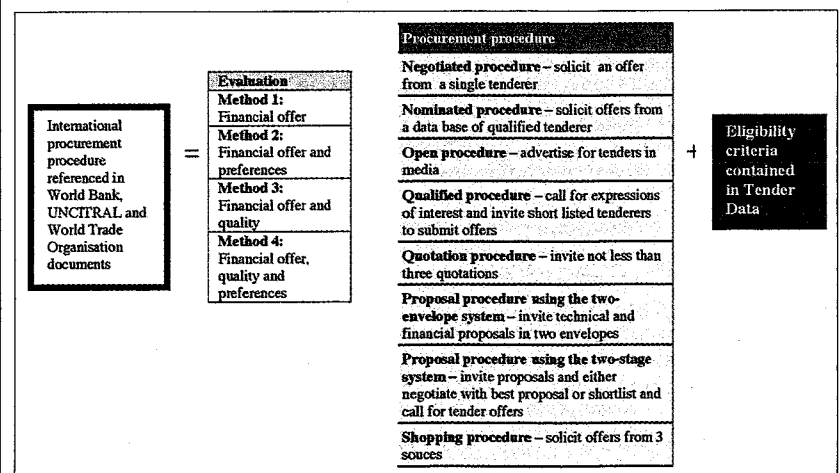 International
procurement
procedure
referenced in
World Bank,
UNCITRAL and
World Trade
Organisation
documents
=
Evaluation
Method 1:
Financial offer
Method 2:
Financial offer and
preferences
Method 3:
Financial offer and
quality
Method 4:
Financial offer,
quality and
preferences
Procurement procedure
Negotiated procedure – solicit an offer
from a single tenderer
Nominated procedure – solicit offers from
a data base of qualified tenderer
Open procedure – advertise for tenders in
media
Qualified procedure – call for expressions
of interest and invite short listed tenderers
to submit offers
Quotation procedure – invite not less than
three quotations
Proposal procedure using the two-
envelope system – invite technical and
financial proposals in two envelopes
Proposal procedure using the two-stage
system – invite proposals and either
negotiate with best proposal or shortlist and
call for tender offers
Shopping procedure – solicit offers from 3
souces
+
Eligibility
criteria
contained
in Tender
Data